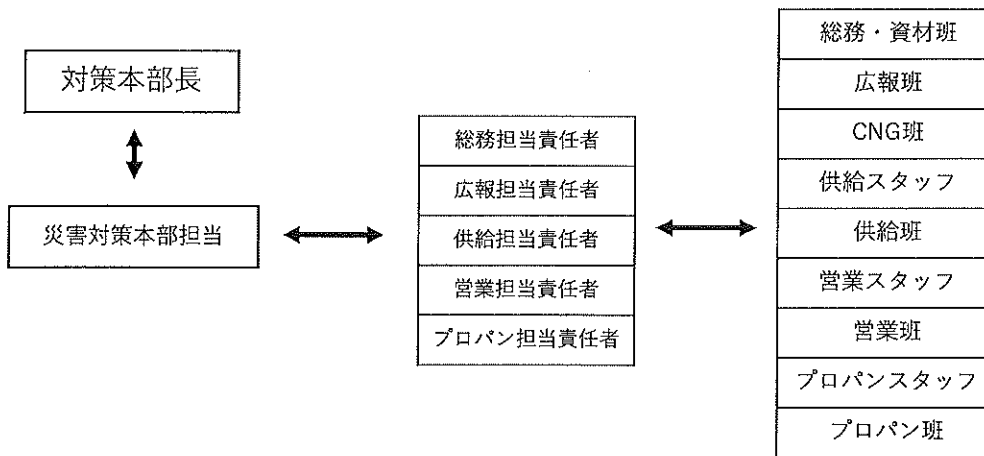 対策本部長
災害対策本部担当
総務担当責任者
広報担当責任者
供給担当責任者
営業担当責任者
プロパン担当責任者
総務・資材班
広報班
CNG班
供給スタッフ
供給班
営業スタッフ
営業班
プロパンスタッフ
プロパン班